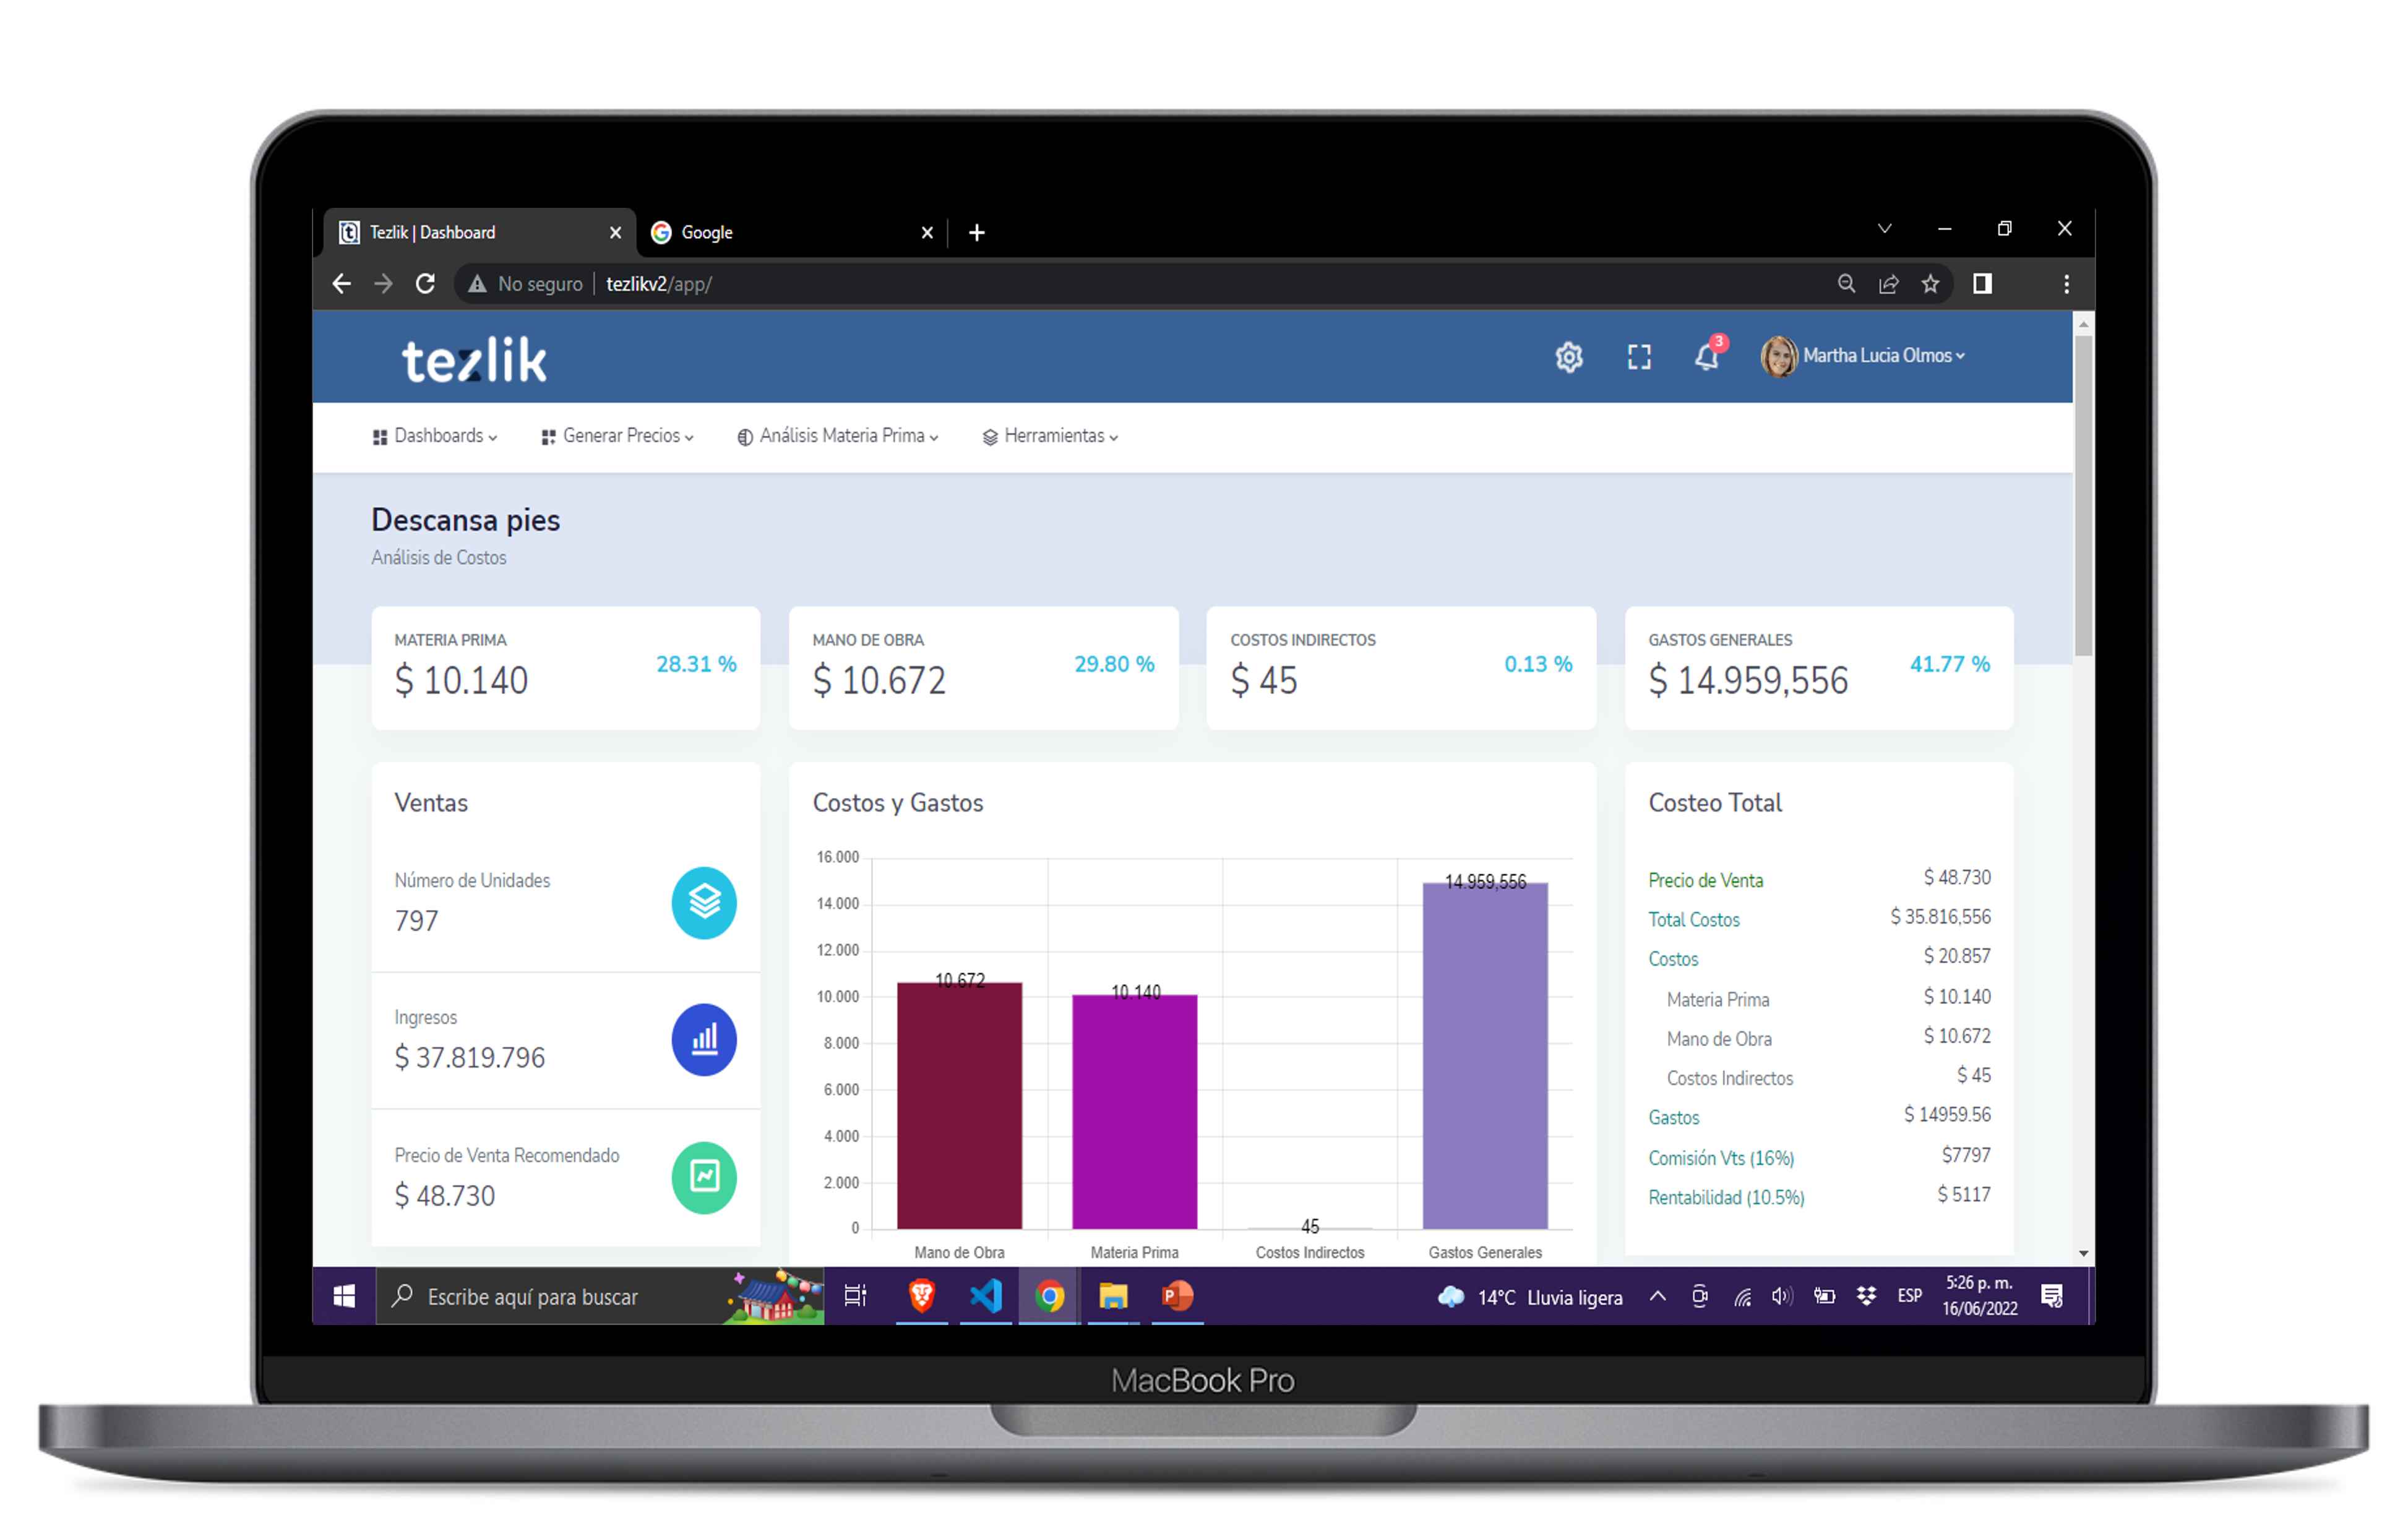 Tezlik | Dashboard
Google
No seguro
tezlikv2/app/
tezlik
3
Martha Lucia Olmos
Dashboards
Generar Precios
Análisis Materia Prima
Herramientas
Descansa pies
Análisis de Costos
MATERIA PRIMA
$ 10.140
28.31 %
MANO DE OBRA
$ 10.672
29.80 %
COSTOS INDIRECTOS
$ 45
0.13 %
GASTOS GENERALES
$ 14.959,556
41.77 %
Ventas
Número de Unidades
797
Ingresos
$ 37.819.796
Precio de Venta Recomendado
$ 48.730
Costos y Gastos
16.000
14.000
12.000
10.000
8.000
6.000
4.000
2.000
0
10.672
10.140
45
14.959,556
Mano de Obra
Materia Prima
Costos Indirectos
Gastos Generales
Costeo Total
Precio de Venta $ 48.730
Total Costos $ 35.816,556
Costos $ 20.857
Materia Prima $ 10.140
Mano de Obra $ 10.672
Costos Indirectos $ 45
Gastos $ 14959.56
Comisión Vts (16%) $7797
Rentabilidad (10.5%) $ 5117
Escribe aquí para buscar
14°C Lluvia ligera
ESP
5:26 p. m.
16/06/2022
MacBook Pro